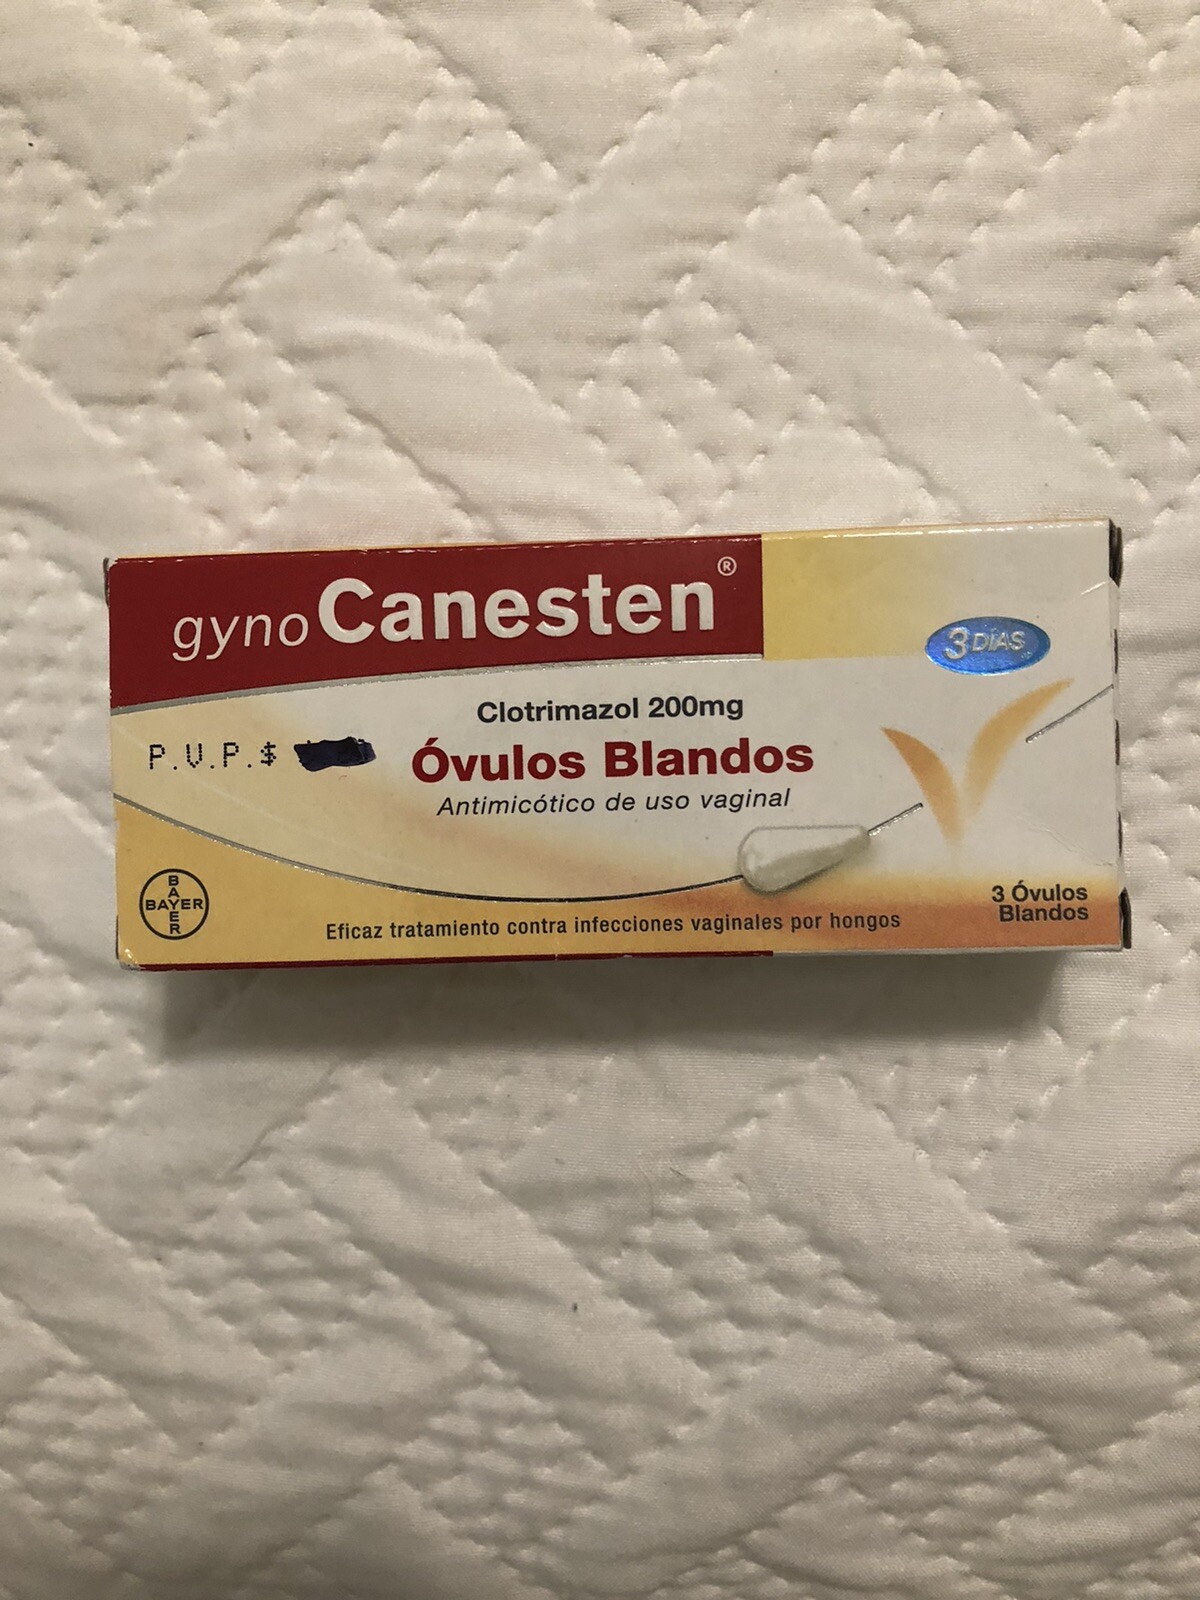 gynoCanesten®
3 DÍAS
Clotrimazol 200mg
P.V.P.$
Óvulos Blandos
Antimicótico de uso vaginal
BAYER
BAYER
3 Óvulos
Blandos
Eficaz tratamiento contra infecciones vaginales por hongos